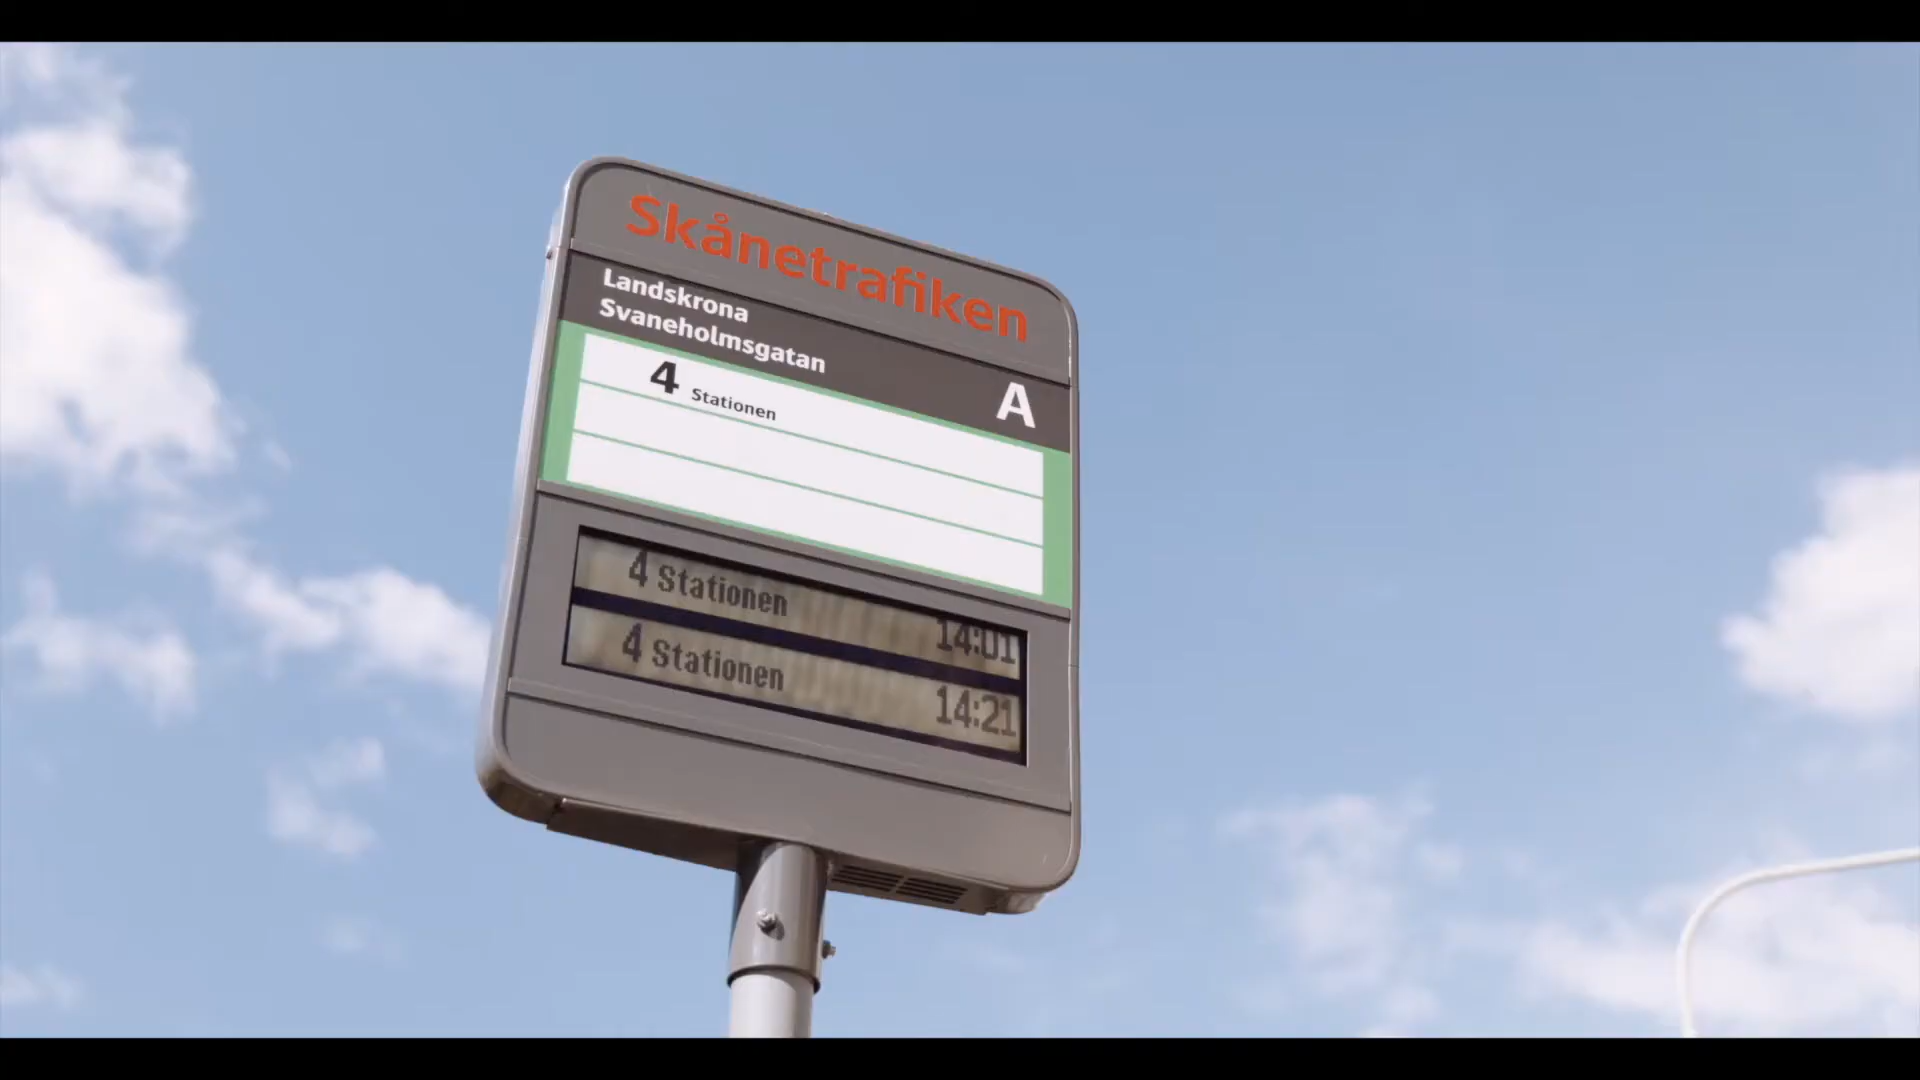 Skånetrafiken
Landskrona
Svaneholmsgatan
A
4 Stationen
4 Stationen 14:01
4 Stationen 14:21